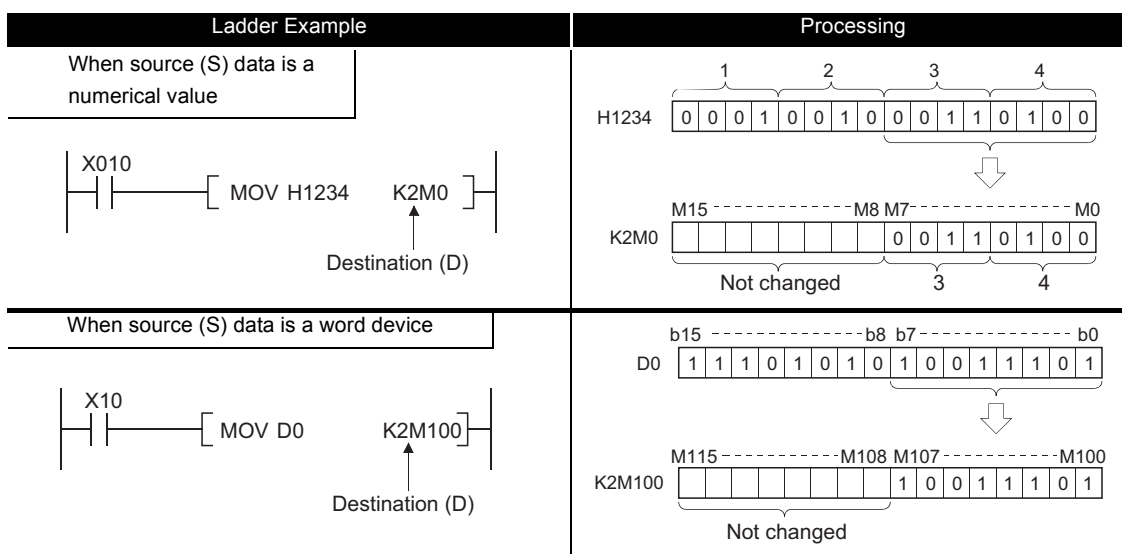 Ladder Example
Processing
When source (S) data is a
numerical value
X010
MOV H1234 K2M0
Destination (D)
1 2 3 4
H1234 0 0 0 1 0 0 1 0 0 0 1 1 0 1 0 0
M15 M8 M7 M0
K2M0 0 0 1 1 0 1 0 0
Not changed 3 4
When source (S) data is a word device
X10
MOV D0 K2M100
Destination (D)
b15 b8 b7 b0
D0 1 1 1 0 1 0 1 0 1 0 0 1 1 1 0 1
M115 M108 M107 M100
K2M100 1 0 0 1 1 1 0 1
Not changed